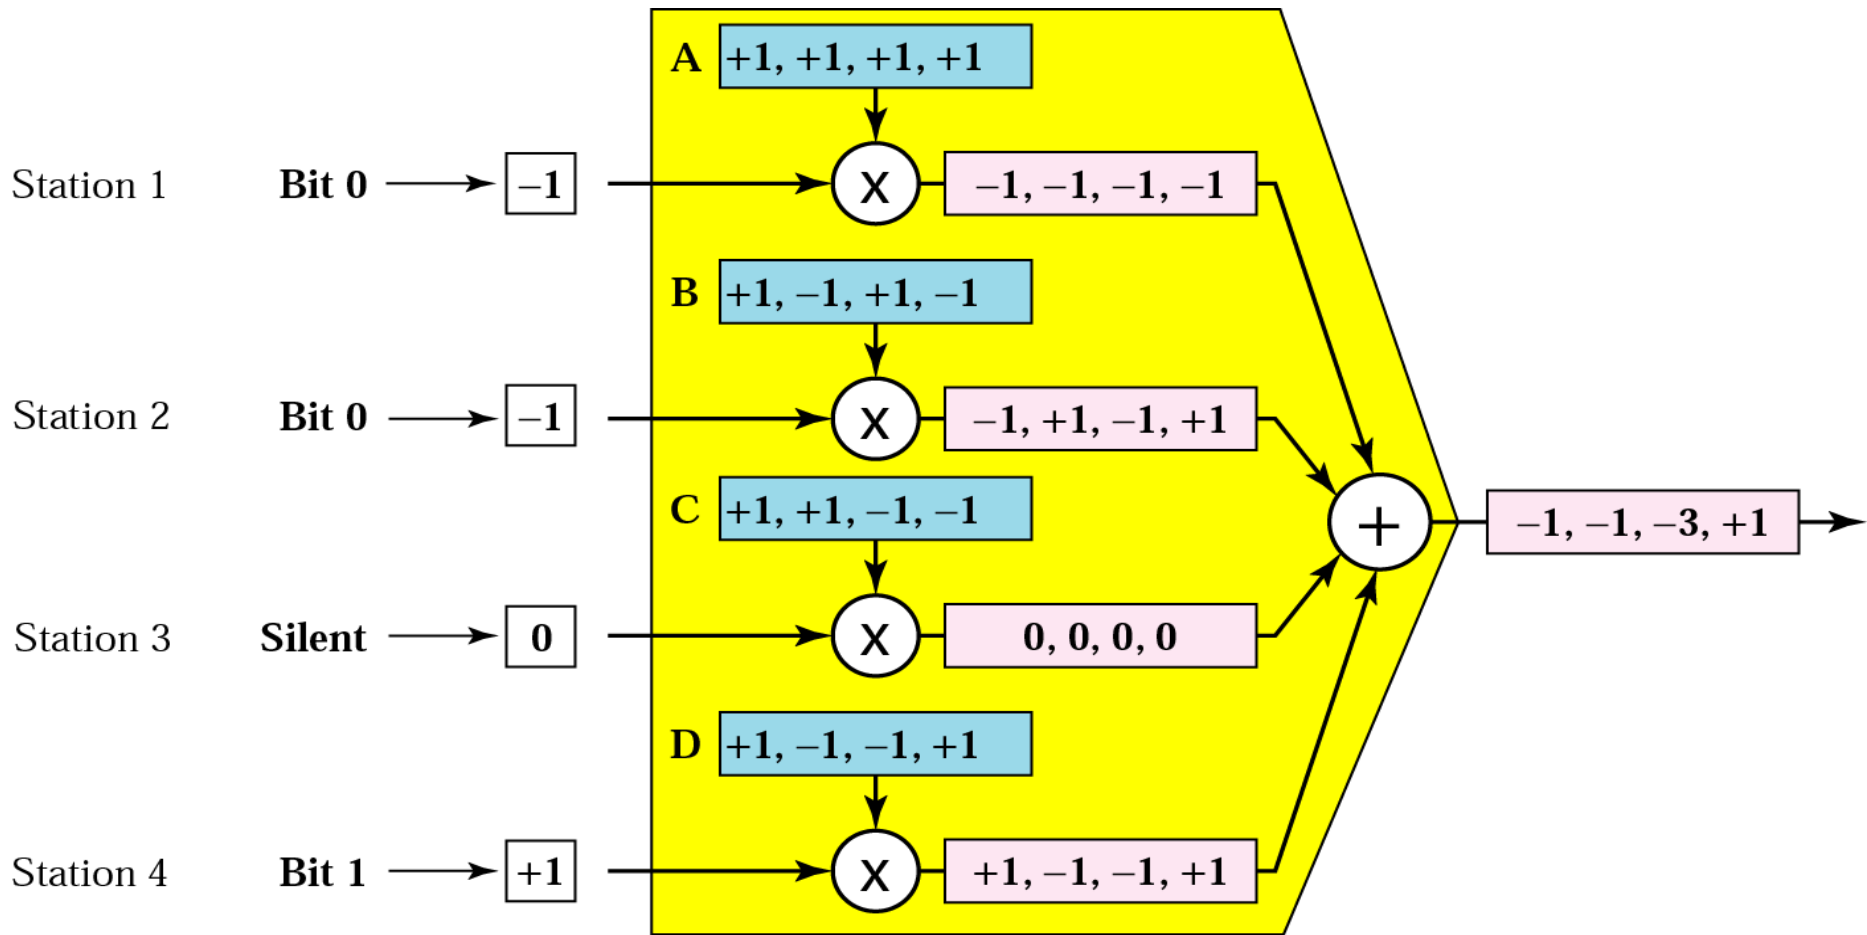 A +1, +1, +1, +1
Station 1 Bit 0 –1 X –1, –1, –1, –1
B +1, –1, +1, –1
Station 2 Bit 0 –1 X –1, +1, –1, +1
C +1, +1, –1, –1
+ –1, –1, –3, +1
Station 3 Silent 0 X 0, 0, 0, 0
D +1, –1, –1, +1
Station 4 Bit 1 +1 X +1, –1, –1, +1